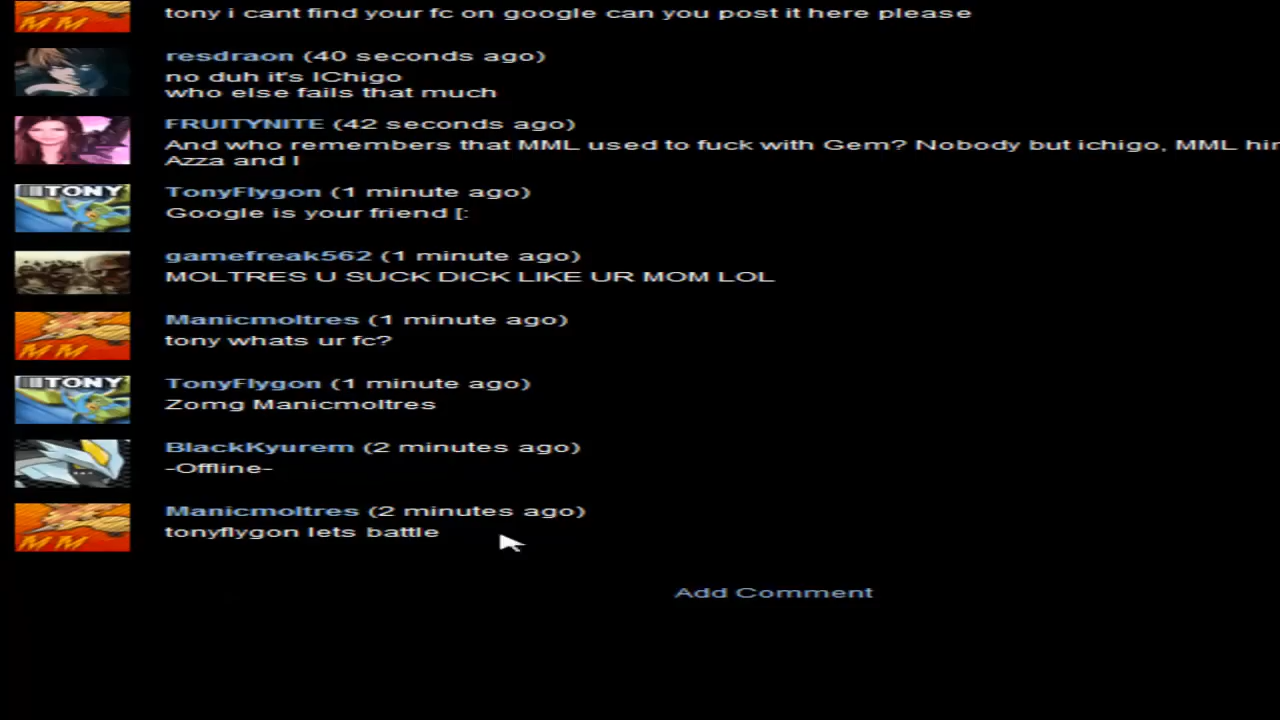 tony i cant find your fc on google can you post it here please
MM
resdraon (40 seconds ago)
no duh it's IChigo
who else fails that much
FRUITYNITE (42 seconds ago)
And who remembers that MML used to fuck with Gem? Nobody but ichigo, MML hir
Azza and I
TONY
TonyFlygon (1 minute ago)
Google is your friend [:
gamefreak562 (1 minute ago)
MOLTRES U SUCK DICK LIKE UR MOM LOL
MM
Manicmoltres (1 minute ago)
tony whats ur fc?
TONY
TonyFlygon (1 minute ago)
Zomg Manicmoltres
BlackKyurem (2 minutes ago)
-Offline-
MM
Manicmoltres (2 minutes ago)
tonyflygon lets battle
Add Comment